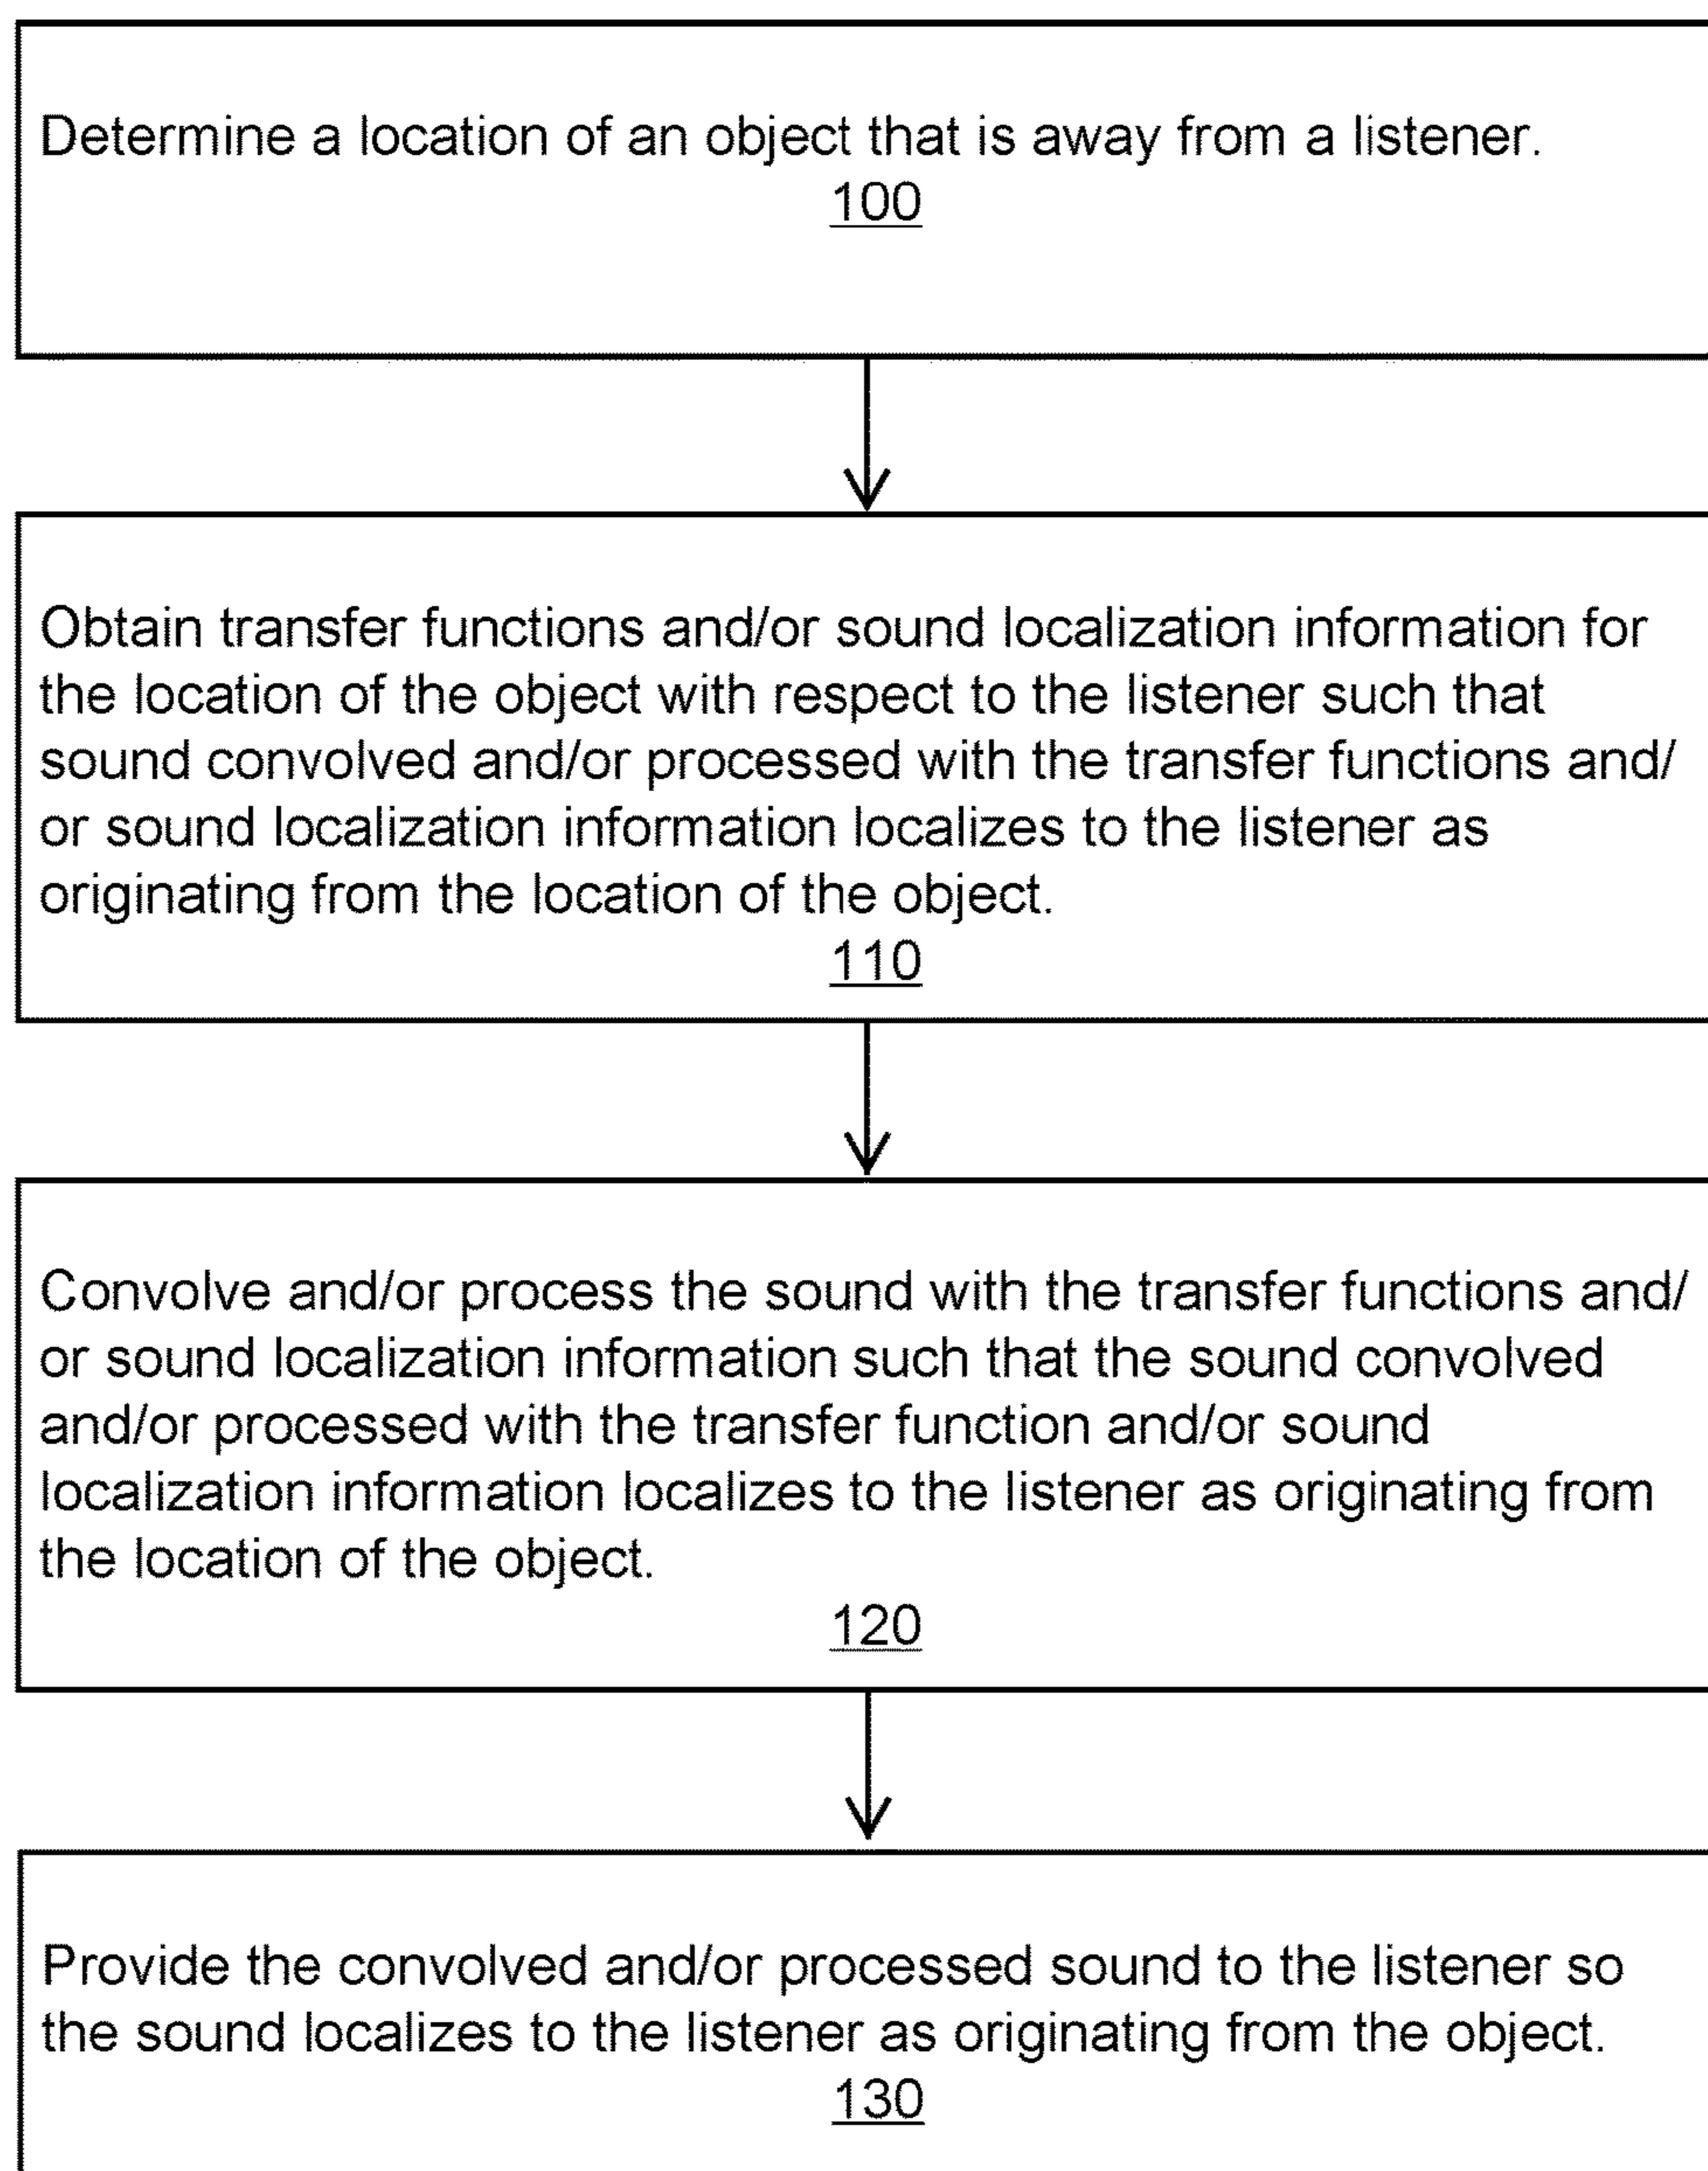 Determine a location of an object that is away from a listener.
100
Obtain transfer functions and/or sound localization information for
the location of the object with respect to the listener such that
sound convolved and/or processed with the transfer functions and/
or sound localization information localizes to the listener as
originating from the location of the object.
110
Convolve and/or process the sound with the transfer functions and/
or sound localization information such that the sound convolved
and/or processed with the transfer function and/or sound
localization information localizes to the listener as originating from
the location of the object.
120
Provide the convolved and/or processed sound to the listener so
the sound localizes to the listener as originating from the object.
130